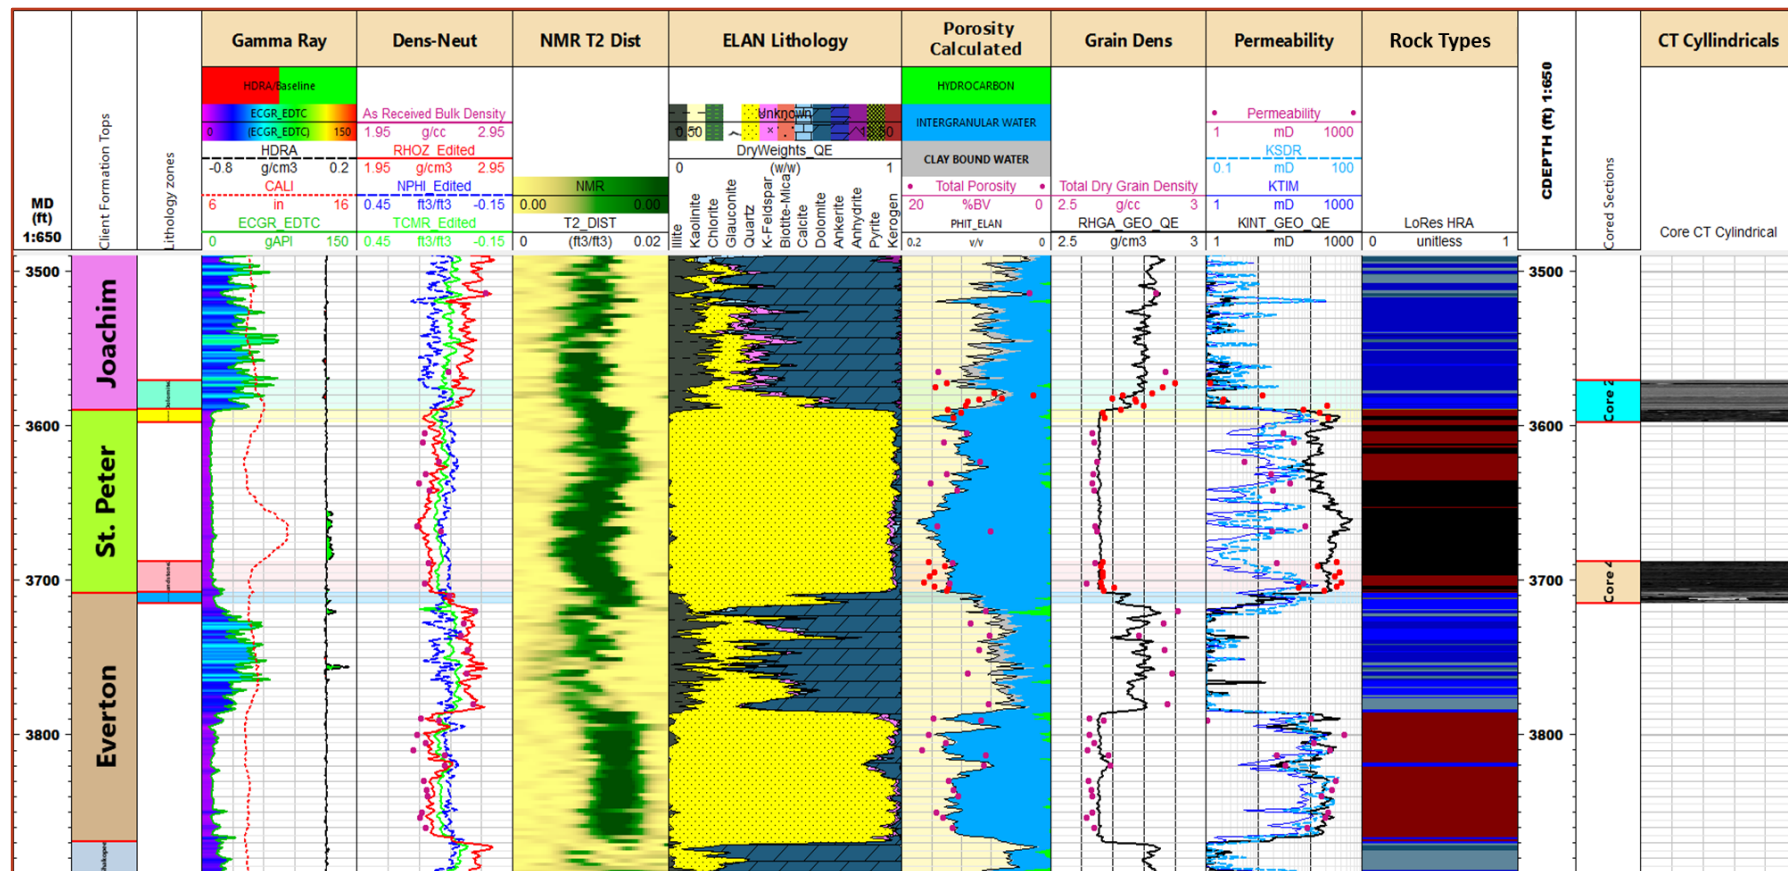 MD
(ft)
1:650
Client Formation Tops
Lithology zones
Gamma Ray
HDRA/Baseline
ECGR_EDTC
0 (ECGR_EDTC) 150
HDRA
-0.8 g/cm3 0.2
CALI
6 in 16
ECGR_EDTC
0 gAPI 150
Dens-Neut
As Received Bulk Density
1.95 g/cc 2.95
RHOZ_Edited
1.95 g/cm3 2.95
NPHI_Edited
0.45 ft3/ft3 -0.15
TCMR_Edited
0.45 ft3/ft3 -0.15
NMR T2 Dist
NMR
0.00 0.00
T2_DIST
0 (ft3/ft3) 0.02
ELAN Lithology
Unknown
DryWeights_QE
0 (w/w) 1
Illite
Kaolinite
Chlorite
Glauconite
Quartz
K-Feldspar
Biotite-Mica
Calcite
Dolomite
Ankerite
Anhydrite
Pyrite
Kerogen
Porosity
Calculated
HYDROCARBON
INTERGRANULAR WATER
CLAY BOUND WATER
Total Porosity
20 %BV 0
PHIT_ELAN
0.2 v/v 0
Grain Dens
Total Dry Grain Density
2.5 g/cc 3
RHGA_GEO_QE
2.5 g/cm3 3
Permeability
Permeability
1 mD 1000
KSDR
0.1 mD 100
KTIM
1 mD 1000
KINT_GEO_QE
1 mD 1000
Rock Types
LoRes HRA
0 unitless 1
CDEPTH (ft) 1:650
Cored Sections
CT Cyllindricals
Core CT Cylindrical
3500
3600
3700
3800
Joachim
St. Peter
Everton
3500
3600
3700
3800
Core 2
Core 4